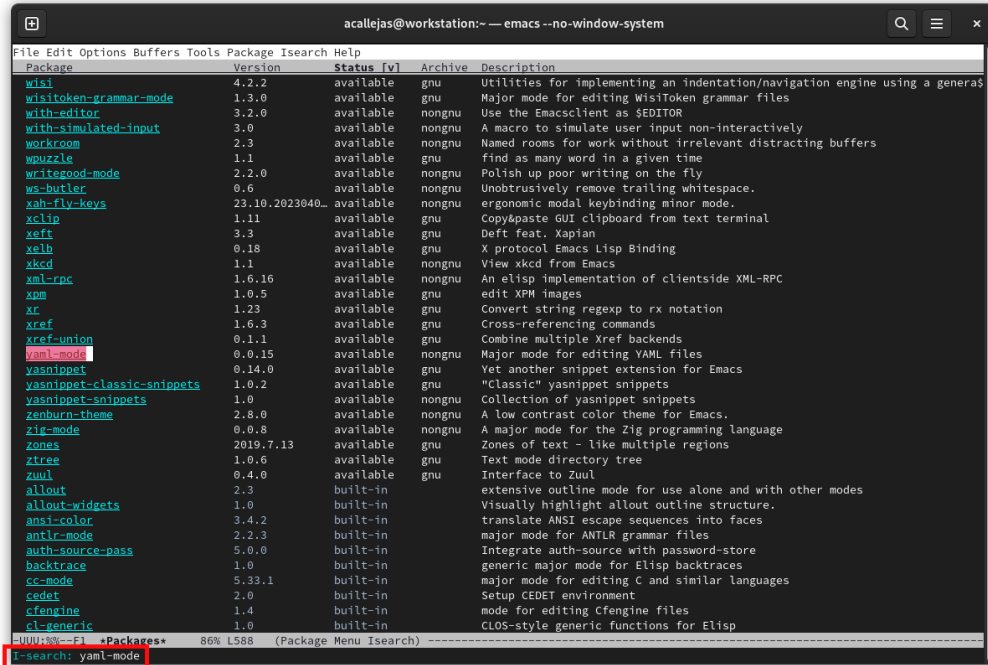 acallejas@workstation:~ — emacs --no-window-system
File Edit Options Buffers Tools Package Isearch Help
Package Version Status [v] Archive Description
wisi 4.2.2 available gnu Utilities for implementing an indentation/navigation engine using a genera$
wisitoken-grammar-mode 1.3.0 available gnu Major mode for editing WisiToken grammar files
with-editor 3.2.0 available nongnu Use the Emacsclient as $EDITOR
with-simulated-input 3.0 available nongnu A macro to simulate user input non-interactively
workroom 2.3 available nongnu Named rooms for work without irrelevant distracting buffers
wpuzzle 1.1 available gnu find as many word in a given time
writegood-mode 2.2.0 available nongnu Polish up poor writing on the fly
ws-butler 0.6 available nongnu Unobtrusively remove trailing whitespace.
xah-fly-keys 23.10.2023040… available nongnu ergonomic modal keybinding minor mode.
xclip 1.11 available gnu Copy&paste GUI clipboard from text terminal
xeft 3.3 available gnu Deft feat. Xapian
xelb 0.18 available gnu X protocol Emacs Lisp Binding
xkcd 1.1 available nongnu View xkcd from Emacs
xml-rpc 1.6.16 available nongnu An elisp implementation of clientside XML-RPC
xpm 1.0.5 available gnu edit XPM images
xr 1.23 available gnu Convert string regexp to rx notation
xref 1.6.3 available gnu Cross-referencing commands
xref-union 0.1.1 available gnu Combine multiple Xref backends
yaml-mode 0.0.15 available nongnu Major mode for editing YAML files
yasnippet 0.14.0 available gnu Yet another snippet extension for Emacs
yasnippet-classic-snippets 1.0.2 available gnu "Classic" yasnippet snippets
yasnippet-snippets 1.0 available nongnu Collection of yasnippet snippets
zenburn-theme 2.8.0 available nongnu A low contrast color theme for Emacs.
zig-mode 0.0.8 available nongnu A major mode for the Zig programming language
zones 2019.7.13 available gnu Zones of text - like multiple regions
ztree 1.0.6 available gnu Text mode directory tree
zuul 0.4.0 available gnu Interface to Zuul
allout 2.3 built-in extensive outline mode for use alone and with other modes
allout-widgets 1.0 built-in Visually highlight allout outline structure.
ansi-color 3.4.2 built-in translate ANSI escape sequences into faces
antlr-mode 2.2.3 built-in major mode for ANTLR grammar files
auth-source-pass 5.0.0 built-in Integrate auth-source with password-store
backtrace 1.0 built-in generic major mode for Elisp backtraces
cc-mode 5.33.1 built-in major mode for editing C and similar languages
cedet 2.0 built-in Setup CEDET environment
cfengine 1.4 built-in mode for editing Cfengine files
cl-generic 1.0 built-in CLOS-style generic functions for Elisp
-UUU:%%--F1 *Packages* 86% L588 (Package Menu Isearch) ------------------------------------------------------------
I-search: yaml-mode